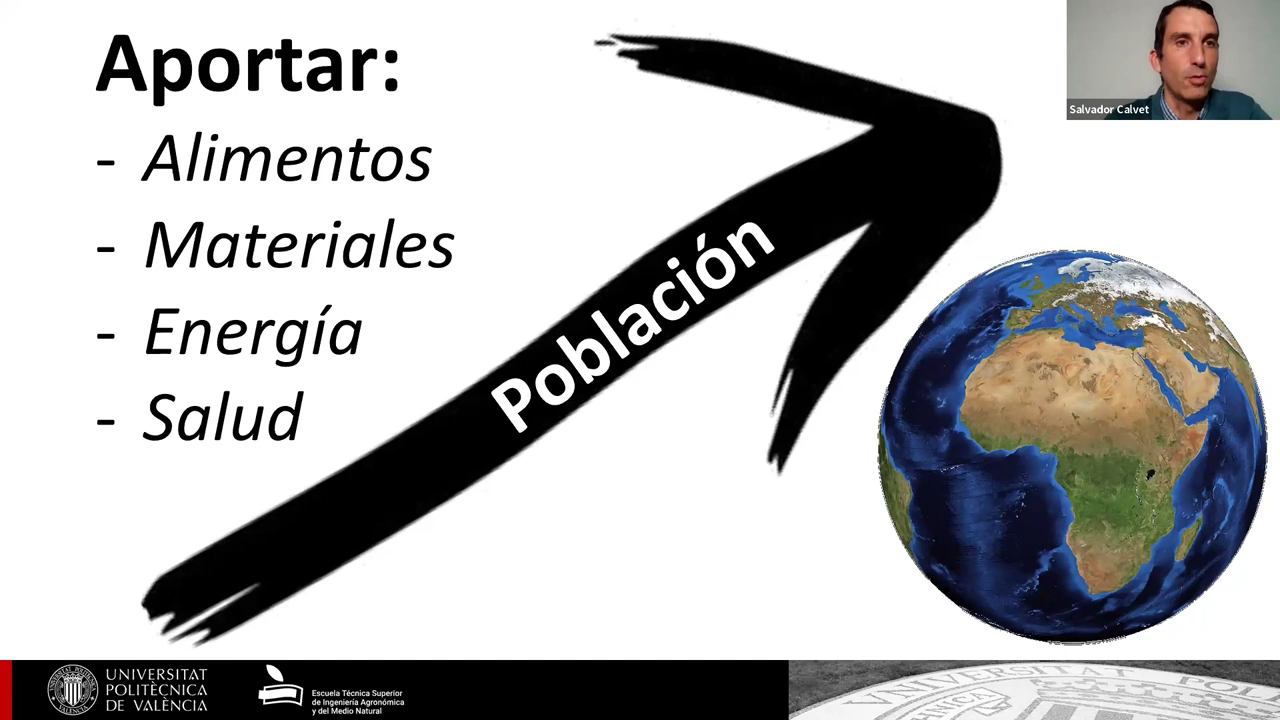 Aportar:
- Alimentos
- Materiales
- Energía
- Salud
Población
Salvador Calvet
UNIVERSITAT
POLITÈCNICA
DE VALÈNCIA
Escuela Técnica Superior
de Ingeniería Agronómica
y del Medio Natural